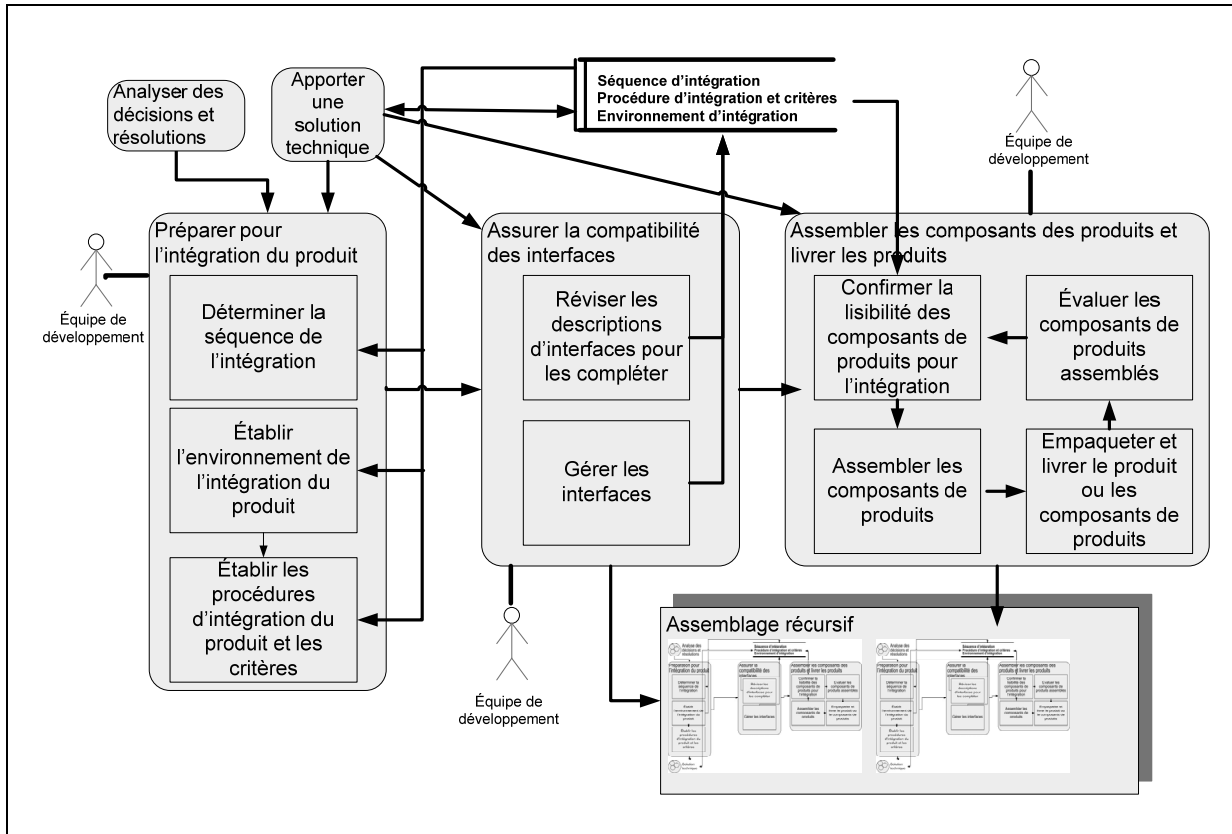 Analyser des
décisions et
résolutions
Apporter
une
solution
technique
Séquence d'intégration
Procédure d'intégration et critères
Environnement d'intégration
Équipe de
développement
Préparer pour
l'intégration du produit
Équipe de
développement
Déterminer la
séquence de
l'intégration
Établir
l'environnement de
l'intégration du
produit
Établir les
procédures
d'intégration du
produit et les
critères
Assurer la compatibilité
des interfaces
Réviser les
descriptions
d'interfaces pour
les compléter
Gérer les
interfaces
Équipe de
développement
Assembler les composants des produits et
livrer les produits
Confirmer la
lisibilité des
composants de
produits pour
l'intégration
Évaluer les
composants de
produits
assemblés
Assembler les
composants de
produits
Empaqueter et
livrer le produit
ou les
composants de
produits
Assemblage récursif